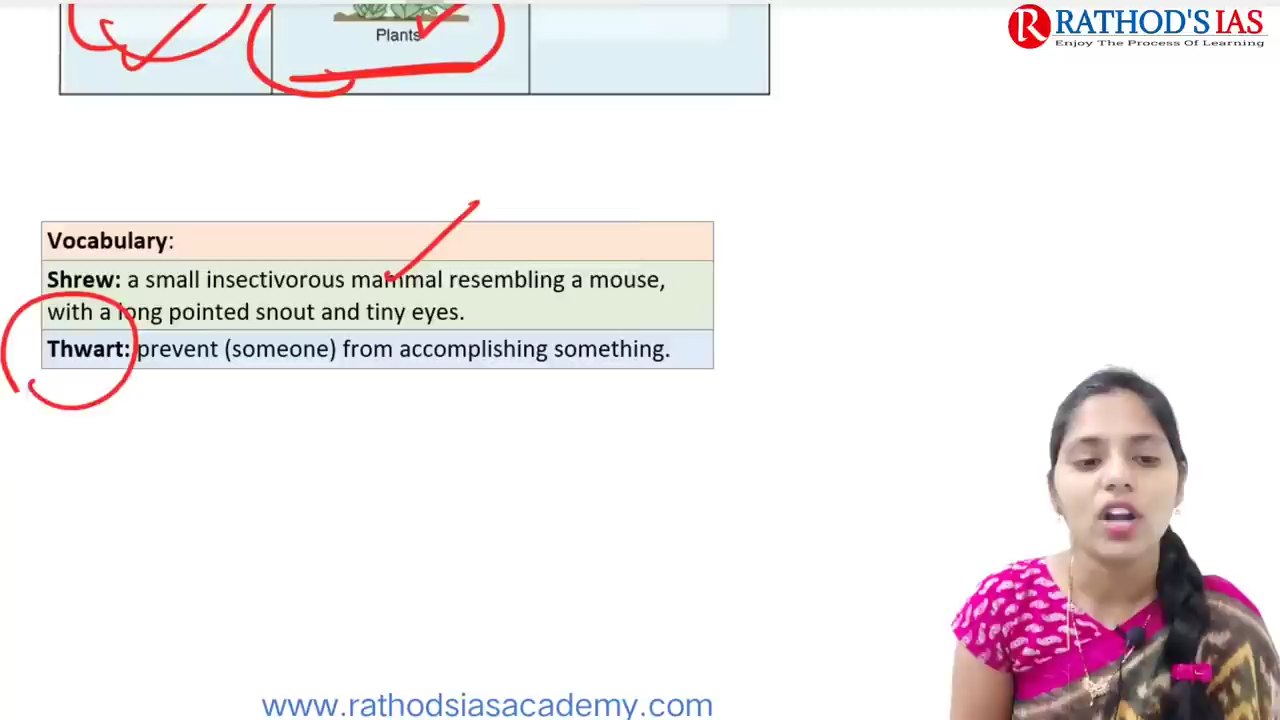 Plants
RATHOD'S IAS
Enjoy The Process Of Learning
Vocabulary:
Shrew: a small insectivorous mammal resembling a mouse,
with a long pointed snout and tiny eyes.
Thwart: prevent (someone) from accomplishing something.
www.rathodsiasacademy.com